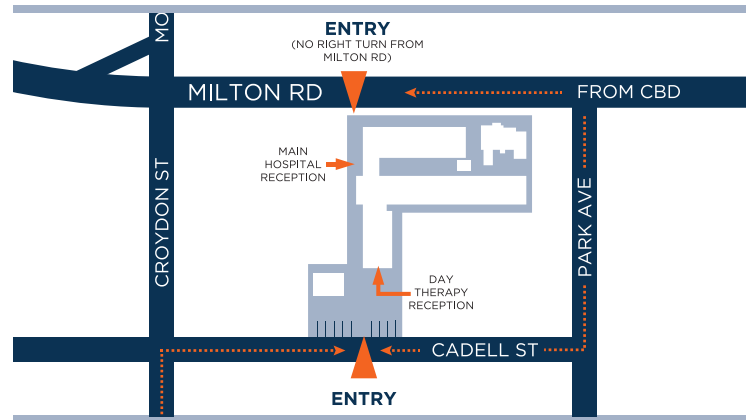 MO
ENTRY
(NO RIGHT TURN FROM
MILTON RD)
MILTON RD
FROM CBD
MAIN
HOSPITAL
RECEPTION
CROYDON ST
PARK AVE
DAY
THERAPY
RECEPTION
CADELL ST
ENTRY